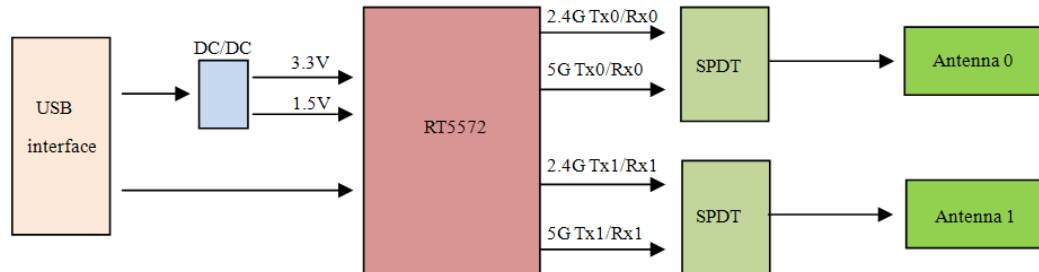 USB
interface
DC/DC
3.3V
1.5V
RT5572
2.4G Tx0/Rx0
5G Tx0/Rx0
SPDT
Antenna 0
2.4G Tx1/Rx1
5G Tx1/Rx1
SPDT
Antenna 1